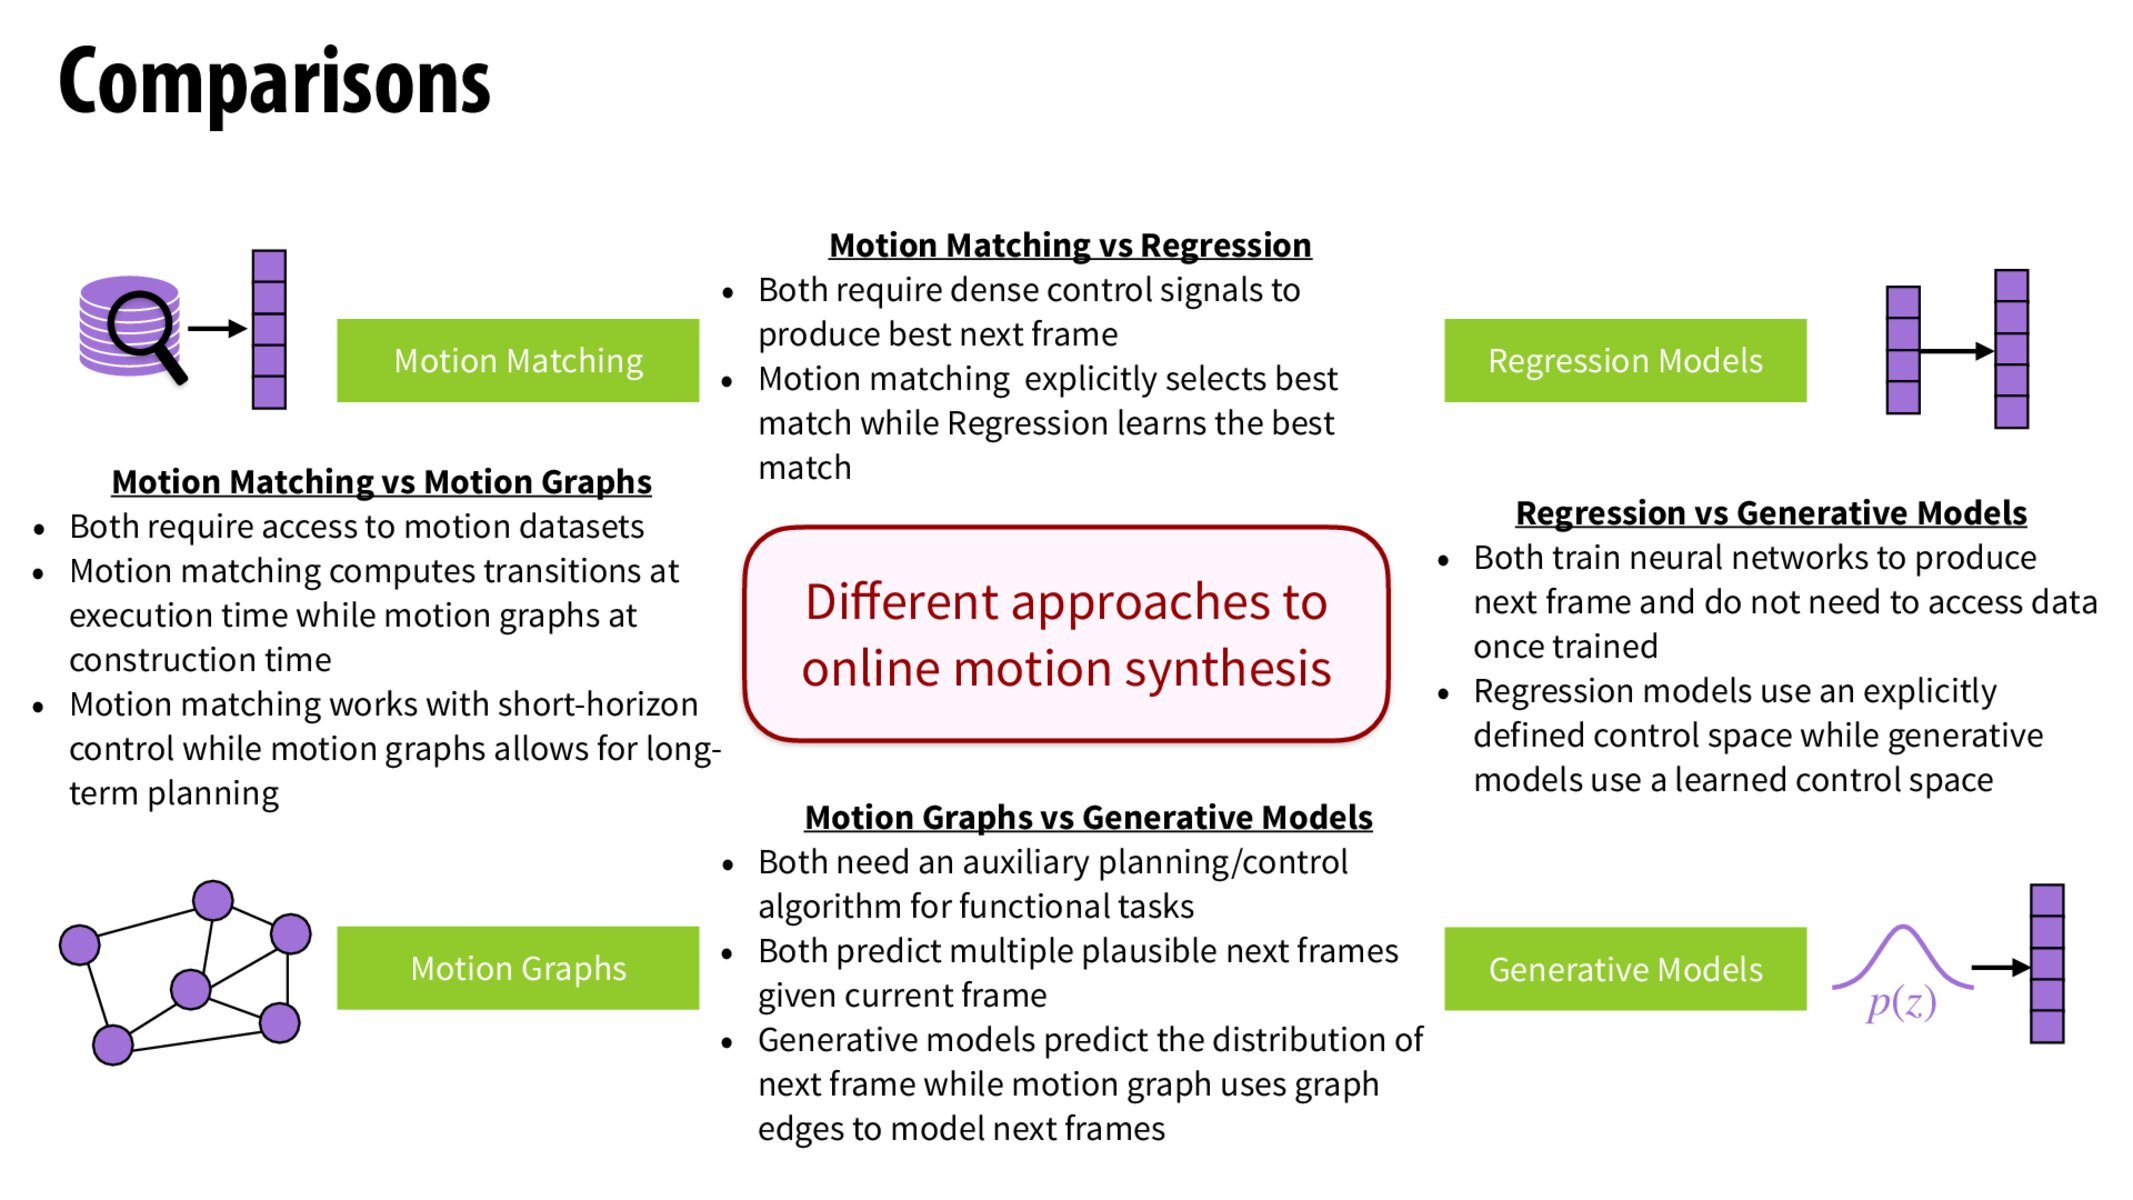 Comparisons
Motion Matching
Motion Matching vs Regression
• Both require dense control signals to
produce best next frame
• Motion matching explicitly selects best
match while Regression learns the best
match
Regression Models
Motion Matching vs Motion Graphs
• Both require access to motion datasets
• Motion matching computes transitions at
execution time while motion graphs at
construction time
• Motion matching works with short-horizon
control while motion graphs allows for long-
term planning
Different approaches to
online motion synthesis
Regression vs Generative Models
• Both train neural networks to produce
next frame and do not need to access data
once trained
• Regression models use an explicitly
defined control space while generative
models use a learned control space
Motion Graphs
Motion Graphs vs Generative Models
• Both need an auxiliary planning/control
algorithm for functional tasks
• Both predict multiple plausible next frames
given current frame
• Generative models predict the distribution of
next frame while motion graph uses graph
edges to model next frames
Generative Models
p(z)